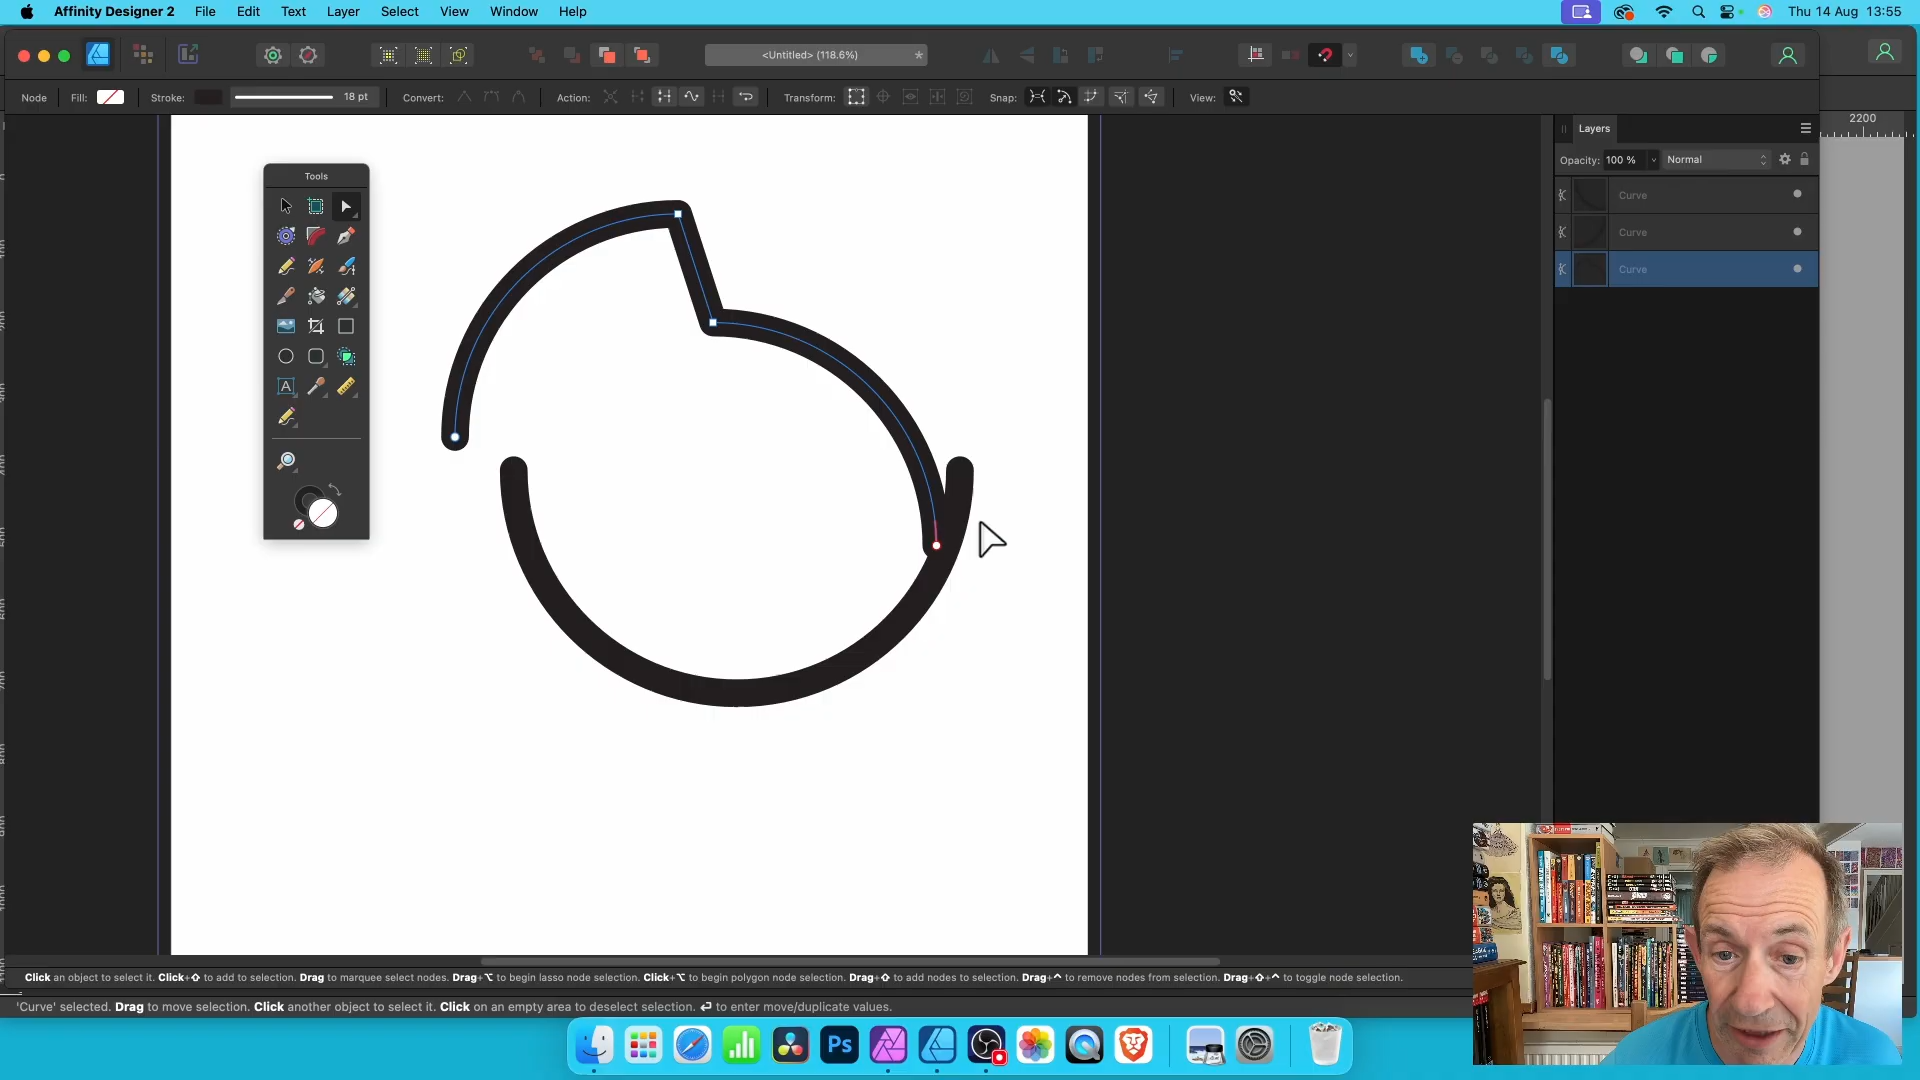 Affinity Designer 2 File Edit Text Layer Select View Window Help Thu 14 Aug 13:55
<Untitled> (118.6%) *
Node Fill: Stroke: 18 pt Convert: Action: Transform: Snap: View:
Layers
2200
Opacity: 100 % Normal
Tools
Curve
Curve
Curve
A
Click an object to select it. Click+⇧ to add to selection. Drag to marquee select nodes. Drag+⌥ to begin lasso node selection. Click+⌥ to begin polygon node selection. Drag+⇧ to add nodes to selection. Drag+^ to remove nodes from selection. Drag+⇧+^ to toggle node selection.
'Curve' selected. Drag to move selection. Click another object to select it. Click on an empty area to deselect selection. ⏎ to enter move/duplicate values.
Ps